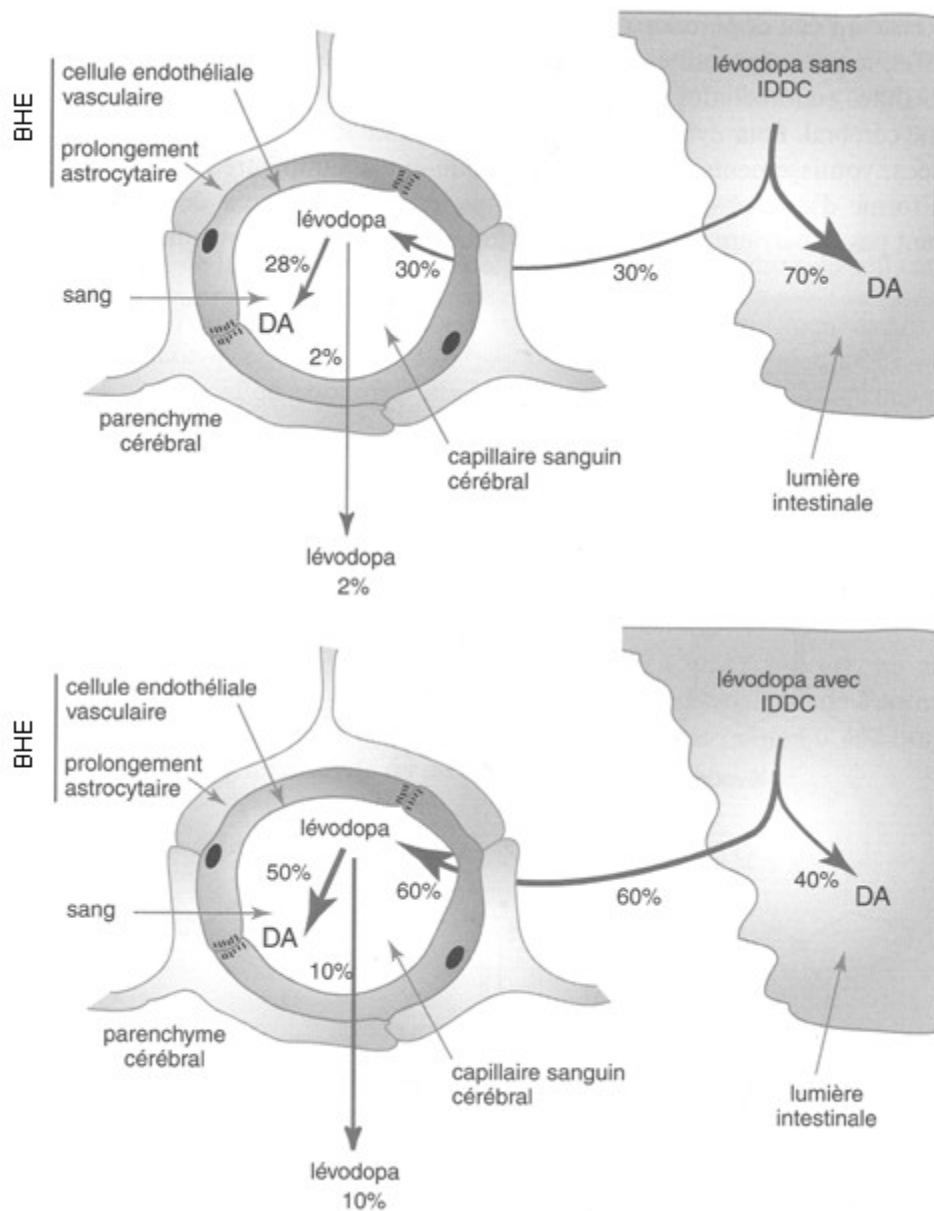 BHE
cellule endothéliale
vasculaire
prolongement
astrocytaire
lévodopa sans
IDDC
lévodopa
28%
30%
30%
70%
DA
sang
DA
2%
parenchyme
cérébral
capillaire sanguin
cérébral
lumière
intestinale
lévodopa
2%
BHE
cellule endothéliale
vasculaire
prolongement
astrocytaire
lévodopa avec
IDDC
lévodopa
50%
60%
60%
40%
DA
sang
DA
10%
parenchyme
cérébral
capillaire sanguin
cérébral
lumière
intestinale
lévodopa
10%